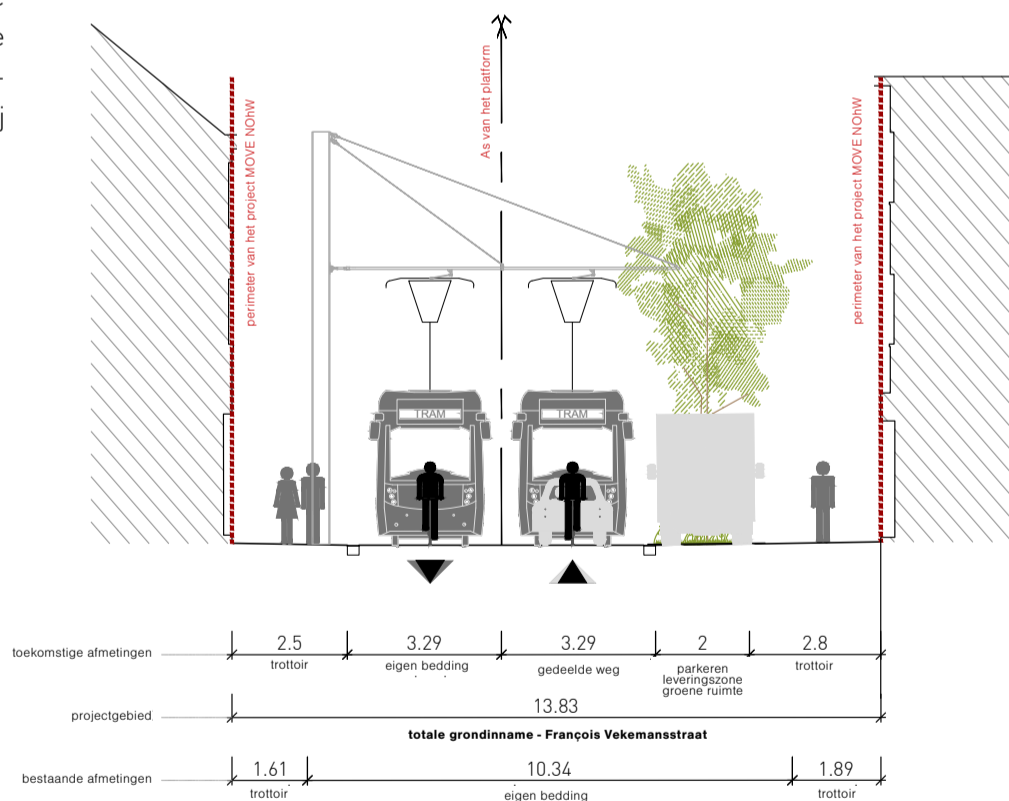 e
j
As van het platform
perimeter van het project MOVE NOhW
perimeter van het project MOVE NOhW
TRAM
TRAM
toekomstige afmetingen
2.5
3.29
3.29
2
2.8
trottoir
eigen bedding
gedeelde weg
parkeren
leveringszone
groene ruimte
trottoir
projectgebied
13.83
totale grondinname - François Vekemansstraat
bestaande afmetingen
1.61
10.34
1.89
trottoir
eigen bedding
trottoir